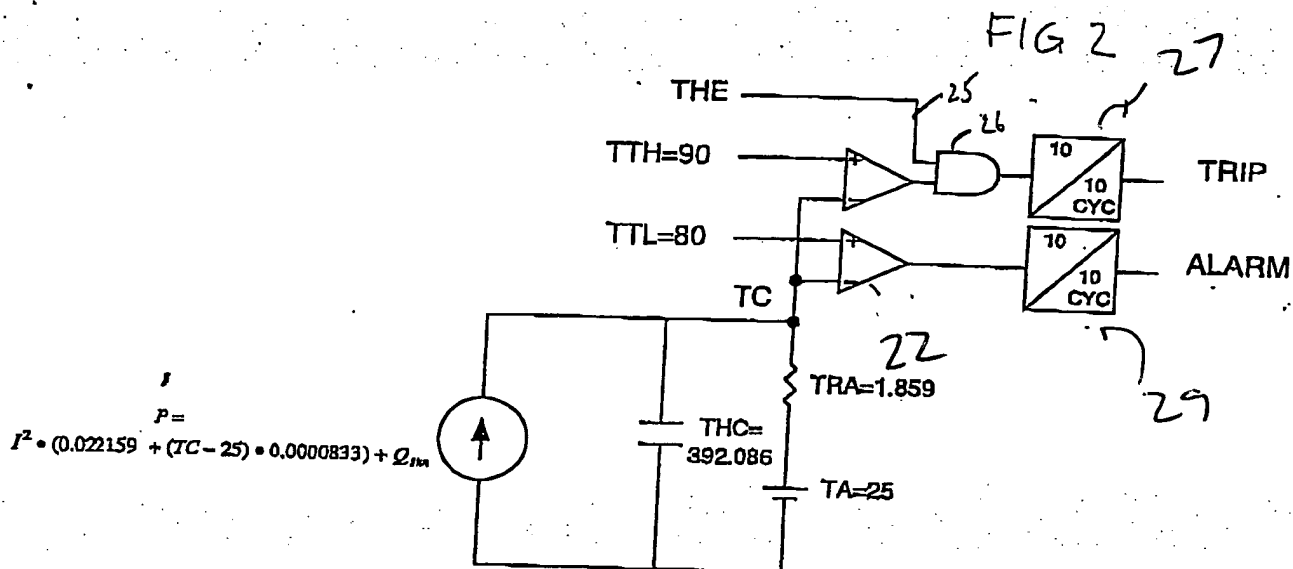 FIG 2
27
THE
25
26
TTH=90
+
−
10
10
CYC
TRIP
TTL=80
+
−
10
10
CYC
ALARM
TC
22
29
TRA=1.859
THC=
392.086
TA=25
P=
I² • (0.022159 + (TC − 25) • 0.0000833) +